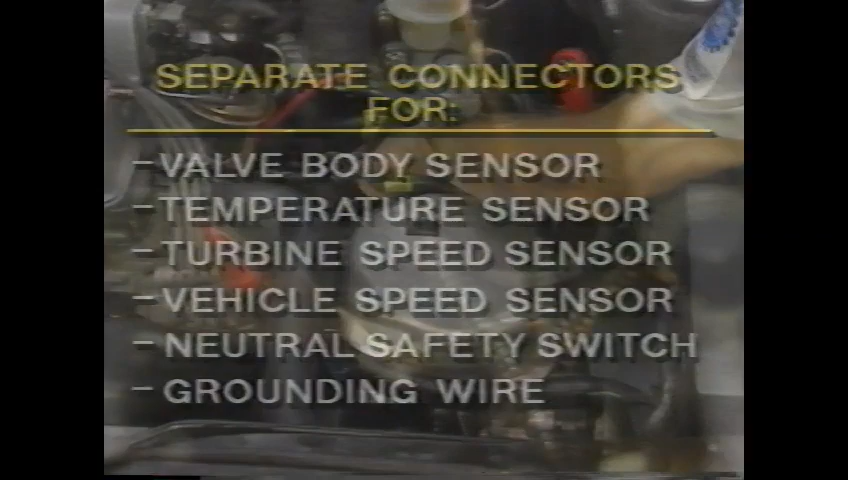 SEPARATE CONNECTORS
FOR:
-VALVE BODY SENSOR
-TEMPERATURE SENSOR
-TURBINE SPEED SENSOR
-VEHICLE SPEED SENSOR
-NEUTRAL SAFETY SWITCH
-GROUNDING WIRE